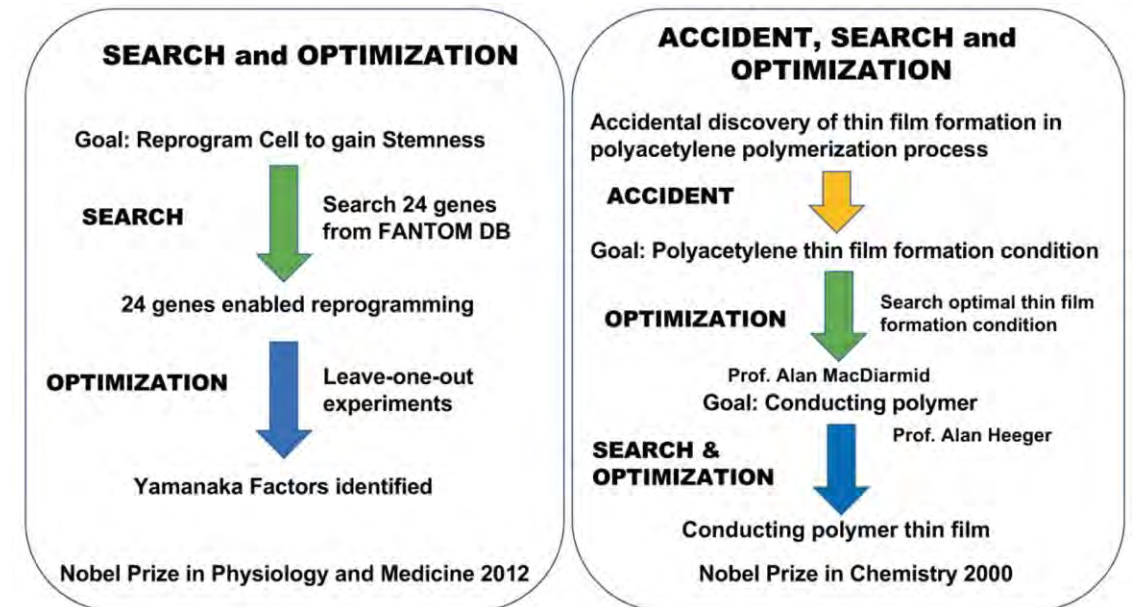 SEARCH and OPTIMIZATION
Goal: Reprogram Cell to gain Stemness
SEARCH
Search 24 genes
from FANTOM DB
24 genes enabled reprogramming
OPTIMIZATION
Leave-one-out
experiments
Yamanaka Factors identified
Nobel Prize in Physiology and Medicine 2012
ACCIDENT, SEARCH and
OPTIMIZATION
Accidental discovery of thin film formation in
polyacetylene polymerization process
ACCIDENT
Goal: Polyacetylene thin film formation condition
OPTIMIZATION
Search optimal thin film
formation condition
Prof. Alan MacDiarmid
Goal: Conducting polymer
Prof. Alan Heeger
SEARCH &
OPTIMIZATION
Conducting polymer thin film
Nobel Prize in Chemistry 2000